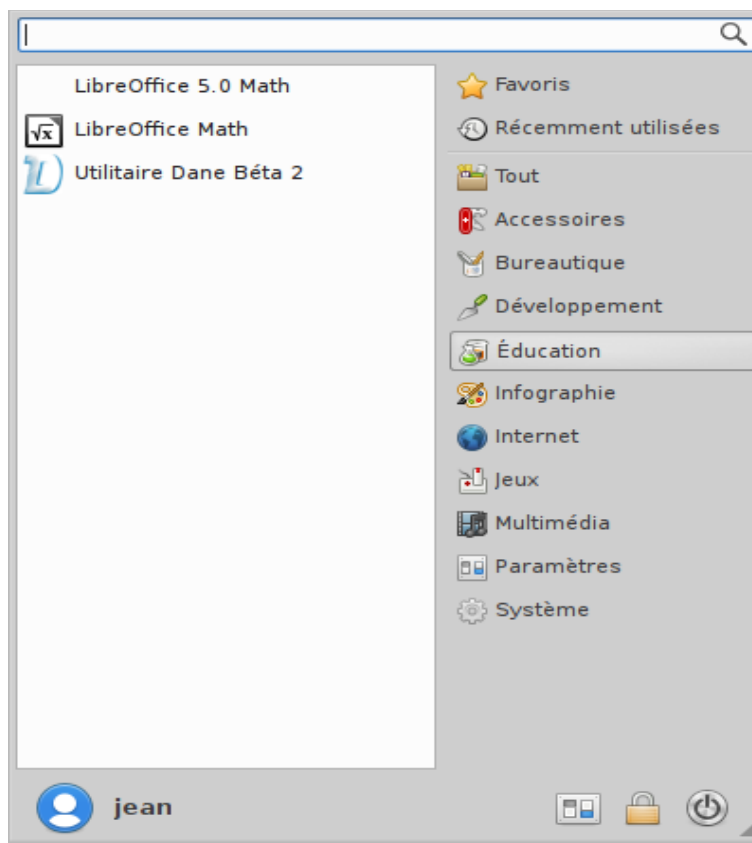 LibreOffice 5.0 Math
LibreOffice Math
Utilitaire Dane Béta 2
Favoris
Récemment utilisées
Tout
Accessoires
Bureautique
Développement
Éducation
Infographie
Internet
Jeux
Multimédia
Paramètres
Système
jean